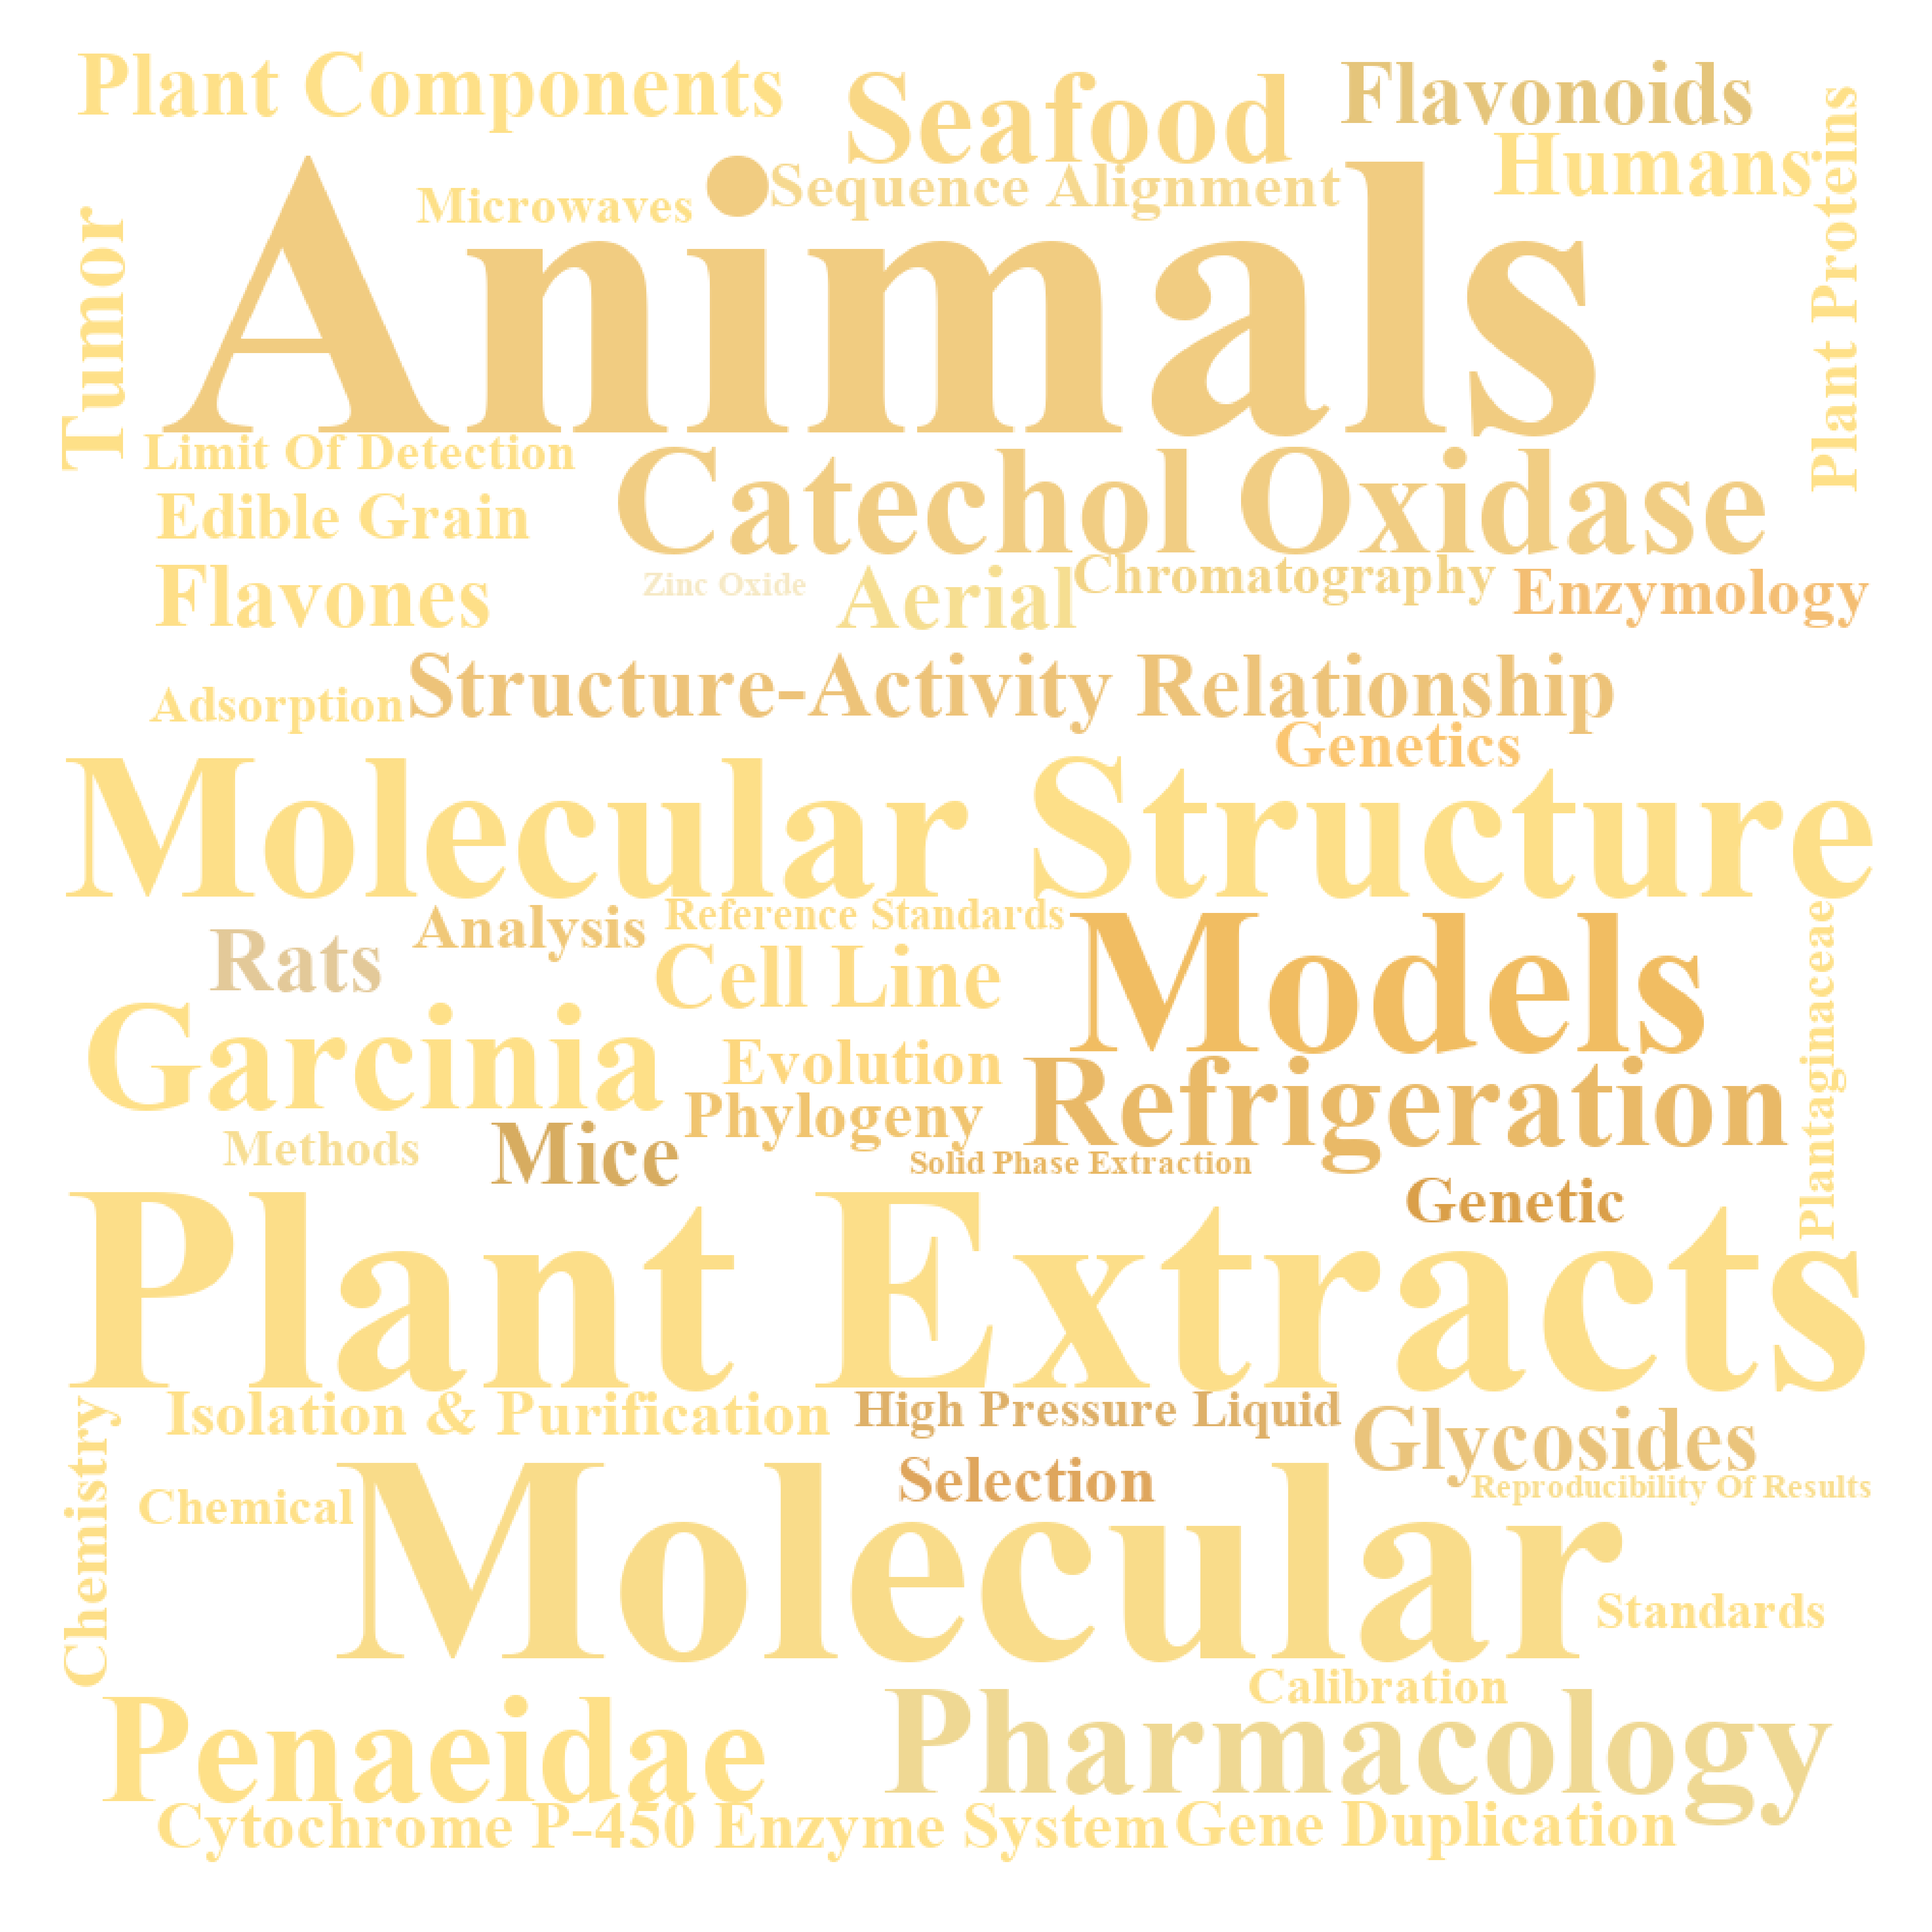 Plant Components
Seafood
Flavonoids
Humans
Plant Proteins
Microwaves
Sequence Alignment
Tumor
Animals
Limit Of Detection
Catechol Oxidase
Edible Grain
Flavones
Zinc Oxide
Aerial
Chromatography
Enzymology
Adsorption
Structure-Activity Relationship
Genetics
Molecular Structure
Rats
Analysis
Reference Standards
Models
Plantaginaceae
Cell Line
Garcinia
Evolution
Refrigeration
Phylogeny
Methods
Mice
Solid Phase Extraction
Genetic
Plant Extracts
Isolation & Purification
High Pressure Liquid
Glycosides
Chemistry
Selection
Reproducibility Of Results
Chemical
Molecular
Standards
Calibration
Penaeidae
Pharmacology
Cytochrome P-450 Enzyme System
Gene Duplication